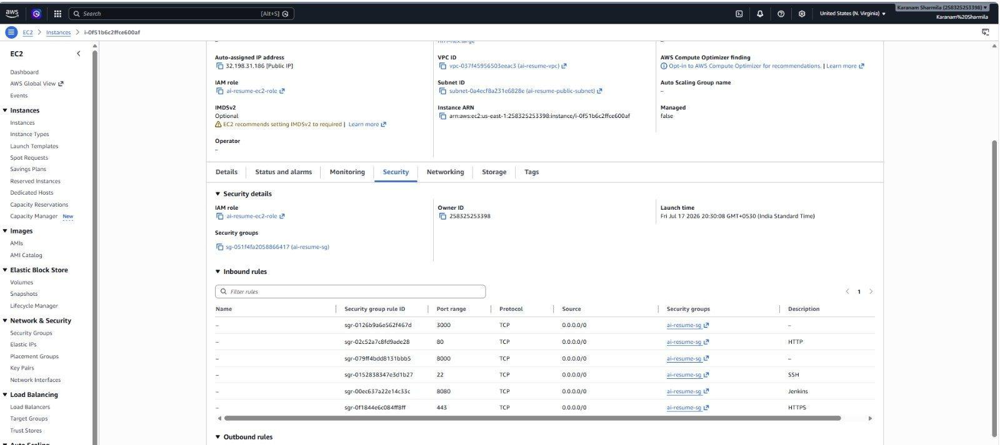 aws
Search [Alt+S]
United States (N. Virginia)
Karanam Sharmila (258325253398)
Karanam%20Sharmila
EC2 > Instances > i-0f51b6c2ffce600af
EC2
Dashboard
AWS Global View
Events
Instances
Instances
Instance Types
Launch Templates
Spot Requests
Savings Plans
Reserved Instances
Dedicated Hosts
Capacity Reservations
Capacity Manager New
Images
AMIs
AMI Catalog
Elastic Block Store
Volumes
Snapshots
Lifecycle Manager
Network & Security
Security Groups
Elastic IPs
Placement Groups
Key Pairs
Network Interfaces
Load Balancing
Load Balancers
Target Groups
Trust Stores
Auto Scaling
–
–
Auto-assigned IP address
32.198.31.186 [Public IP]
IAM role
ai-resume-ec2-role
IMDSv2
Optional
EC2 recommends setting IMDSv2 to required | Learn more
Operator
–
VPC ID
vpc-037f45956503eeac3 (ai-resume-vpc)
Subnet ID
subnet-0a4ecf8a231e6828e (ai-resume-public-subnet)
Instance ARN
arn:aws:ec2:us-east-1:258325253398:instance/i-0f51b6c2ffce600af
AWS Compute Optimizer finding
Opt-in to AWS Compute Optimizer for recommendations. | Learn more
Auto Scaling Group name
–
Managed
false
Details Status and alarms Monitoring Security Networking Storage Tags
Security details
IAM role
ai-resume-ec2-role
Owner ID
258325253398
Launch time
Fri Jul 17 2026 20:30:08 GMT+0530 (India Standard Time)
Security groups
sg-051f4fa2058866417 (ai-resume-sg)
Inbound rules
Filter rules
< 1 >
Name Security group rule ID Port range Protocol Source Security groups Description
– sgr-0126b9a6e562f467d 3000 TCP 0.0.0.0/0 ai-resume-sg –
– sgr-02c52a7c8fd9ade28 80 TCP 0.0.0.0/0 ai-resume-sg HTTP
– sgr-079ff4bdd8131bbb5 8000 TCP 0.0.0.0/0 ai-resume-sg –
– sgr-0152838347e3d1b27 22 TCP 0.0.0.0/0 ai-resume-sg SSH
– sgr-00ec637a22e14c33c 8080 TCP 0.0.0.0/0 ai-resume-sg Jenkins
– sgr-0f1844e6c084ff8ff 443 TCP 0.0.0.0/0 ai-resume-sg HTTPS
Outbound rules